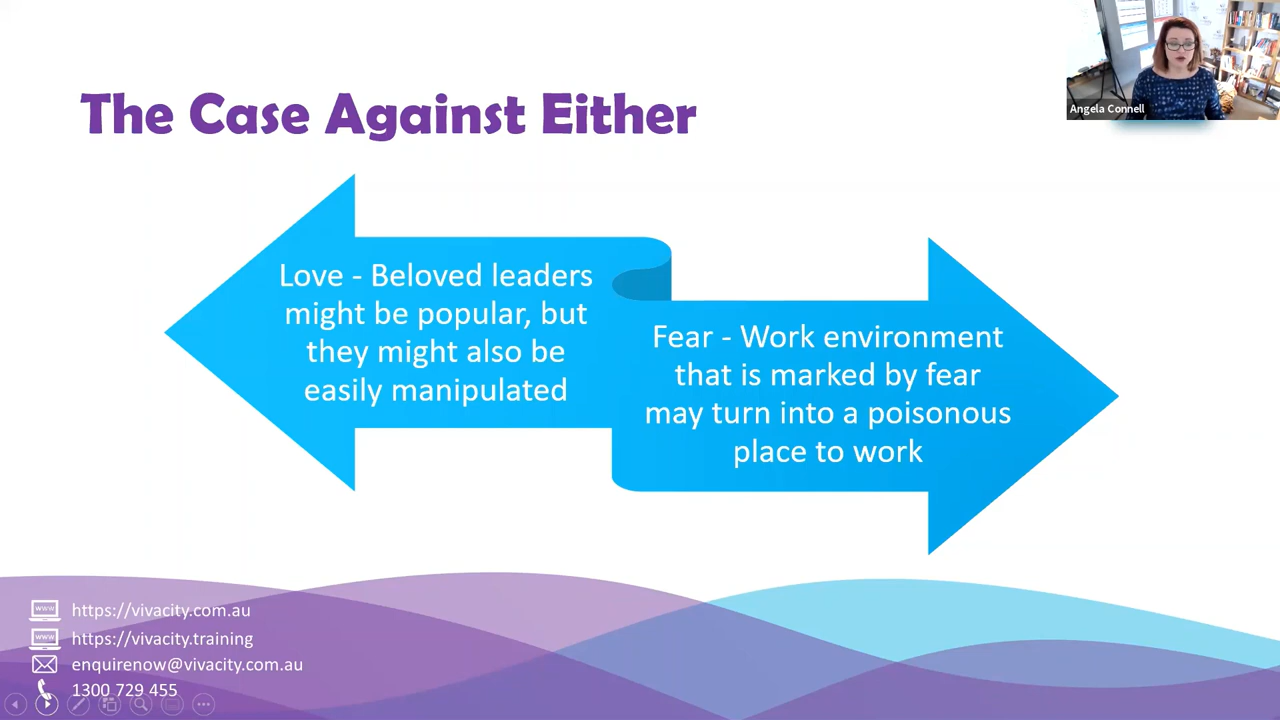 The Case Against Either
Angela Connell
Love - Beloved leaders
might be popular, but
they might also be
easily manipulated
Fear - Work environment
that is marked by fear
may turn into a poisonous
place to work
www https://vivacity.com.au
www https://vivacity.training
enquirenow@vivacity.com.au
1300 729 455